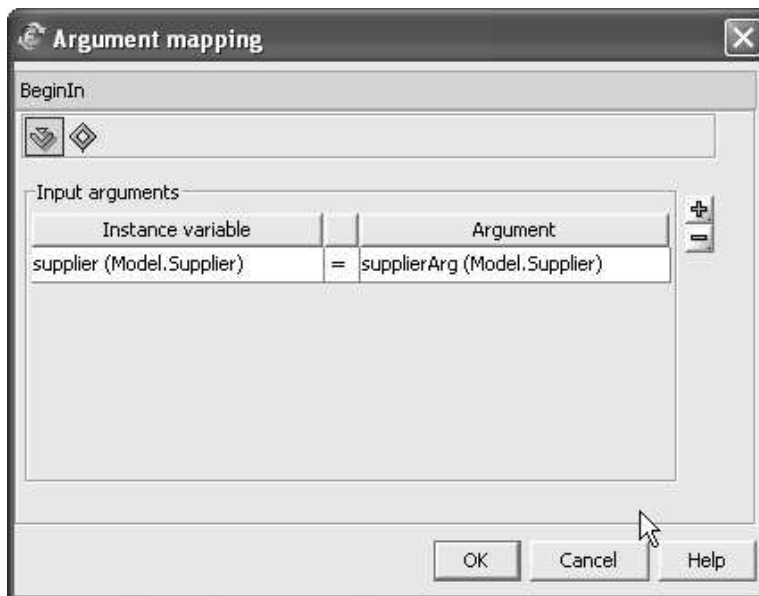 Argument mapping
BeginIn
Input arguments
Instance variable Argument
supplier (Model.Supplier) = supplierArg (Model.Supplier)
OK Cancel Help